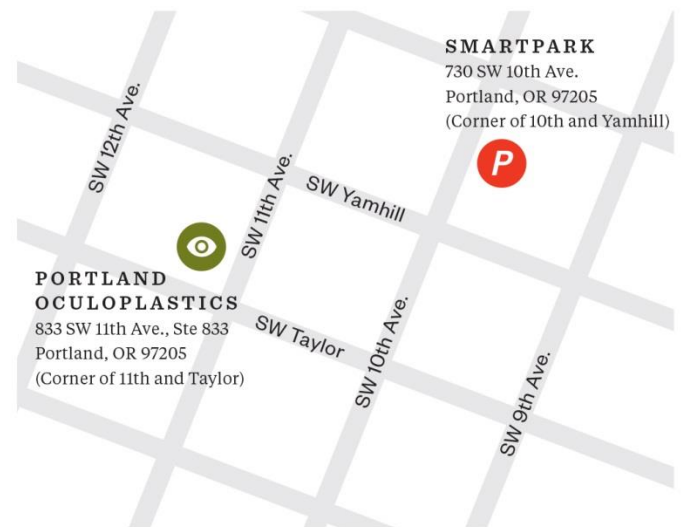 SMARTPARK
730 SW 10th Ave.
Portland, OR 97205
(Corner of 10th and Yamhill)
P
SW 12th Ave.
SW 11th Ave.
SW Yamhill
PORTLAND
OCULOPLASTICS
833 SW 11th Ave., Ste 833
Portland, OR 97205
(Corner of 11th and Taylor)
SW Taylor
SW 10th Ave.
SW 9th Ave.